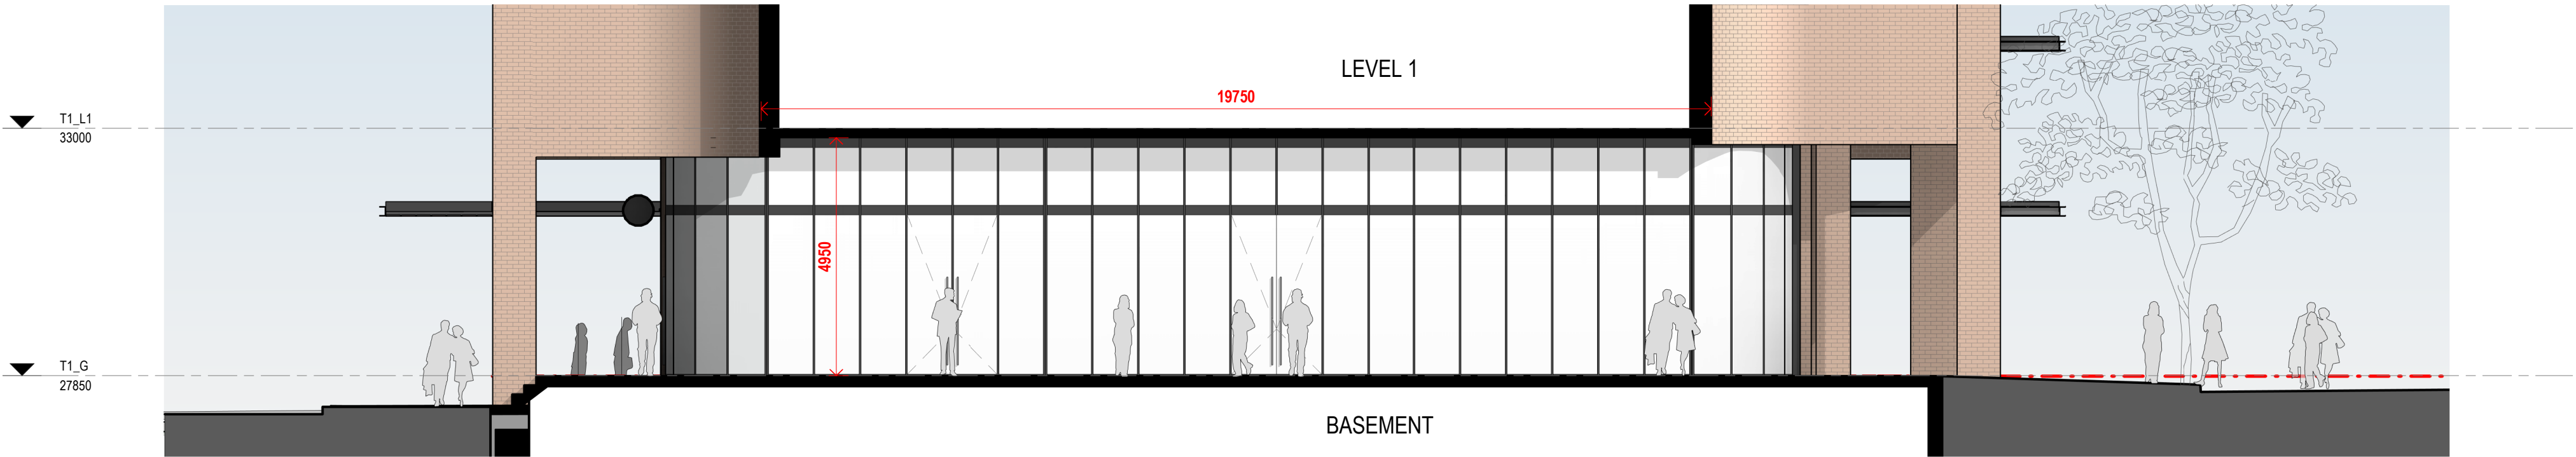 LEVEL 1
19750
T1_L1
33000
4950
T1_G
27850
BASEMENT